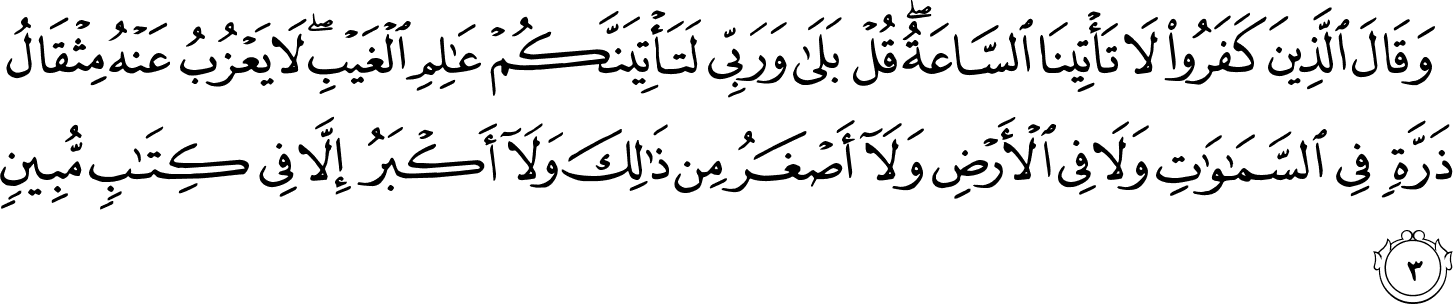 وَقَالَ ٱلَّذِينَ كَفَرُواْ لَا تَأۡتِينَا ٱلسَّاعَةُۖ قُلۡ بَلَىٰ وَرَبِّي لَتَأۡتِيَنَّكُمۡ عَٰلِمِ ٱلۡغَيۡبِۖ لَا يَعۡزُبُ عَنۡهُ مِثۡقَالُ
ذَرَّةٖ فِي ٱلسَّمَٰوَٰتِ وَلَا فِي ٱلۡأَرۡضِ وَلَآ أَصۡغَرُ مِن ذَٰلِكَ وَلَآ أَكۡبَرُ إِلَّا فِي كِتَٰبٖ مُّبِينٖ
٣